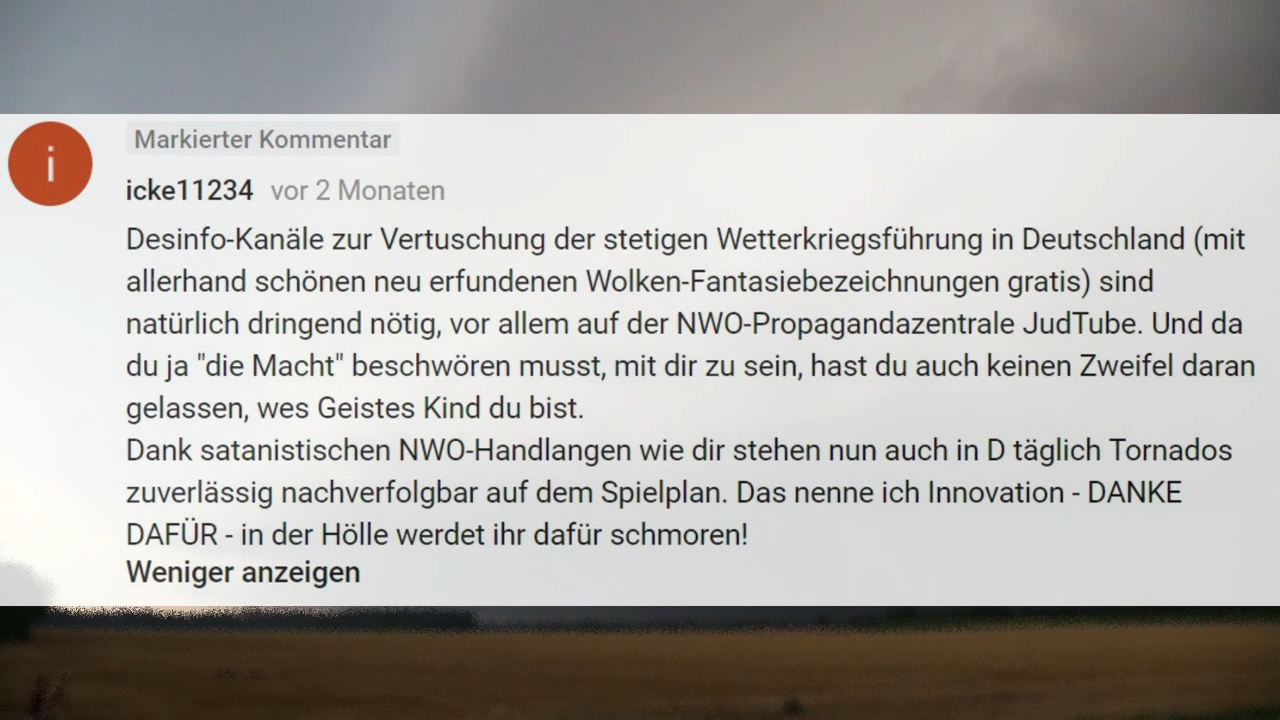 i
Markierter Kommentar
icke11234 vor 2 Monaten
Desinfo-Kanäle zur Vertuschung der stetigen Wetterkriegsführung in Deutschland (mit
allerhand schönen neu erfundenen Wolken-Fantasiebezeichnungen gratis) sind
natürlich dringend nötig, vor allem auf der NWO-Propagandazentrale JudTube. Und da
du ja "die Macht" beschwören musst, mit dir zu sein, hast du auch keinen Zweifel daran
gelassen, wes Geistes Kind du bist.
Dank satanistischen NWO-Handlangen wie dir stehen nun auch in D täglich Tornados
zuverlässig nachverfolgbar auf dem Spielplan. Das nenne ich Innovation - DANKE
DAFÜR - in der Hölle werdet ihr dafür schmoren!
Weniger anzeigen